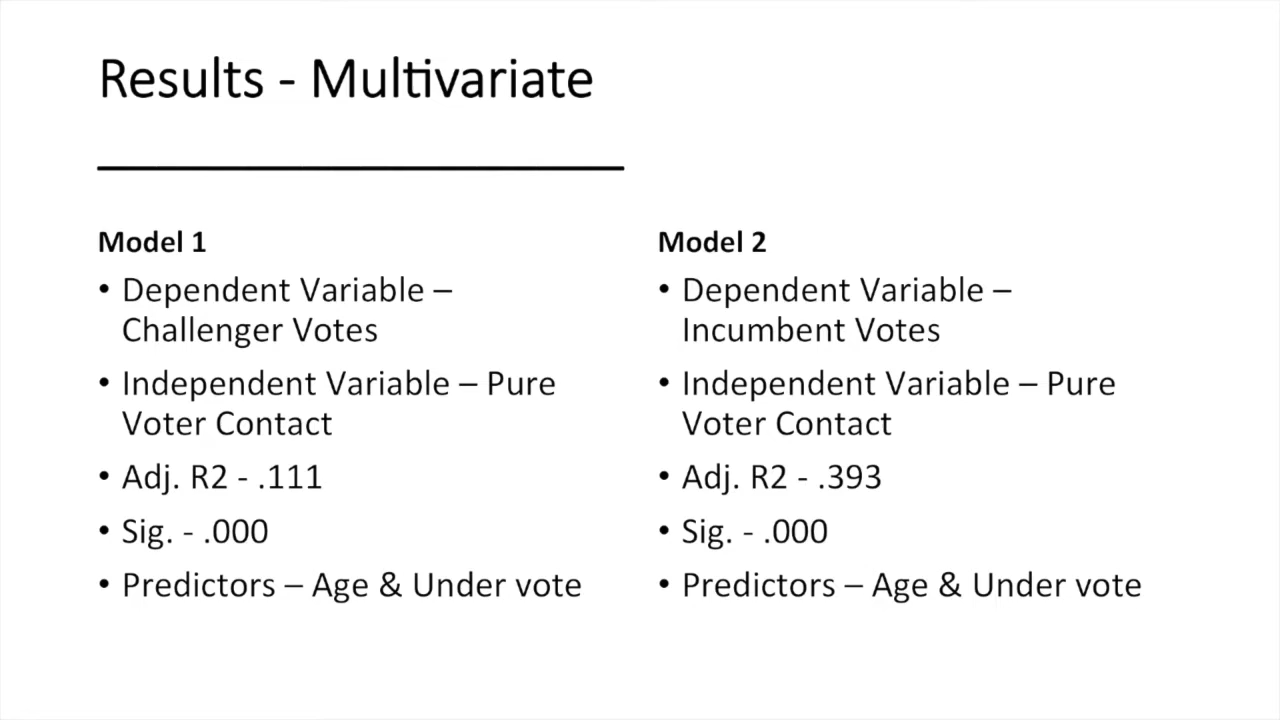 Results - Multivariate
Model 1
• Dependent Variable –
Challenger Votes
• Independent Variable – Pure
Voter Contact
• Adj. R2 - .111
• Sig. - .000
• Predictors – Age & Under vote
Model 2
• Dependent Variable –
Incumbent Votes
• Independent Variable – Pure
Voter Contact
• Adj. R2 - .393
• Sig. - .000
• Predictors – Age & Under vote